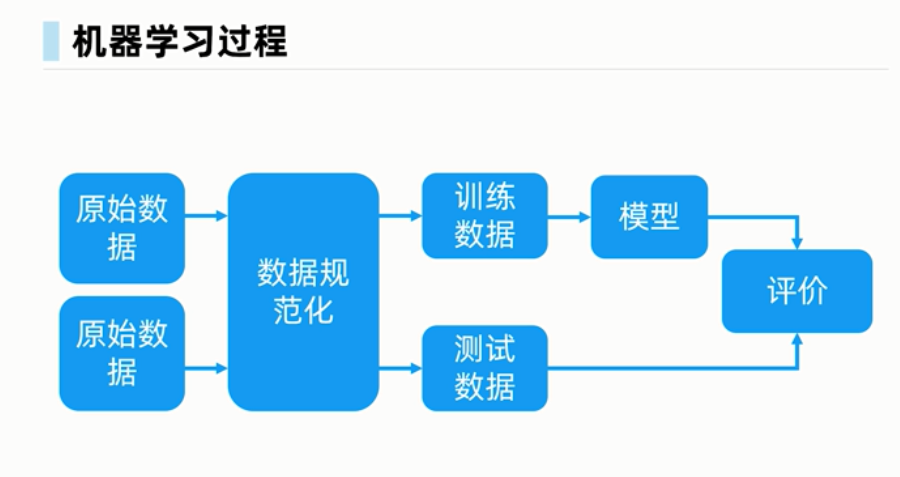 机器学习过程
原始数
据
原始数
据
数据规
范化
训练
数据
测试
数据
模型
评价